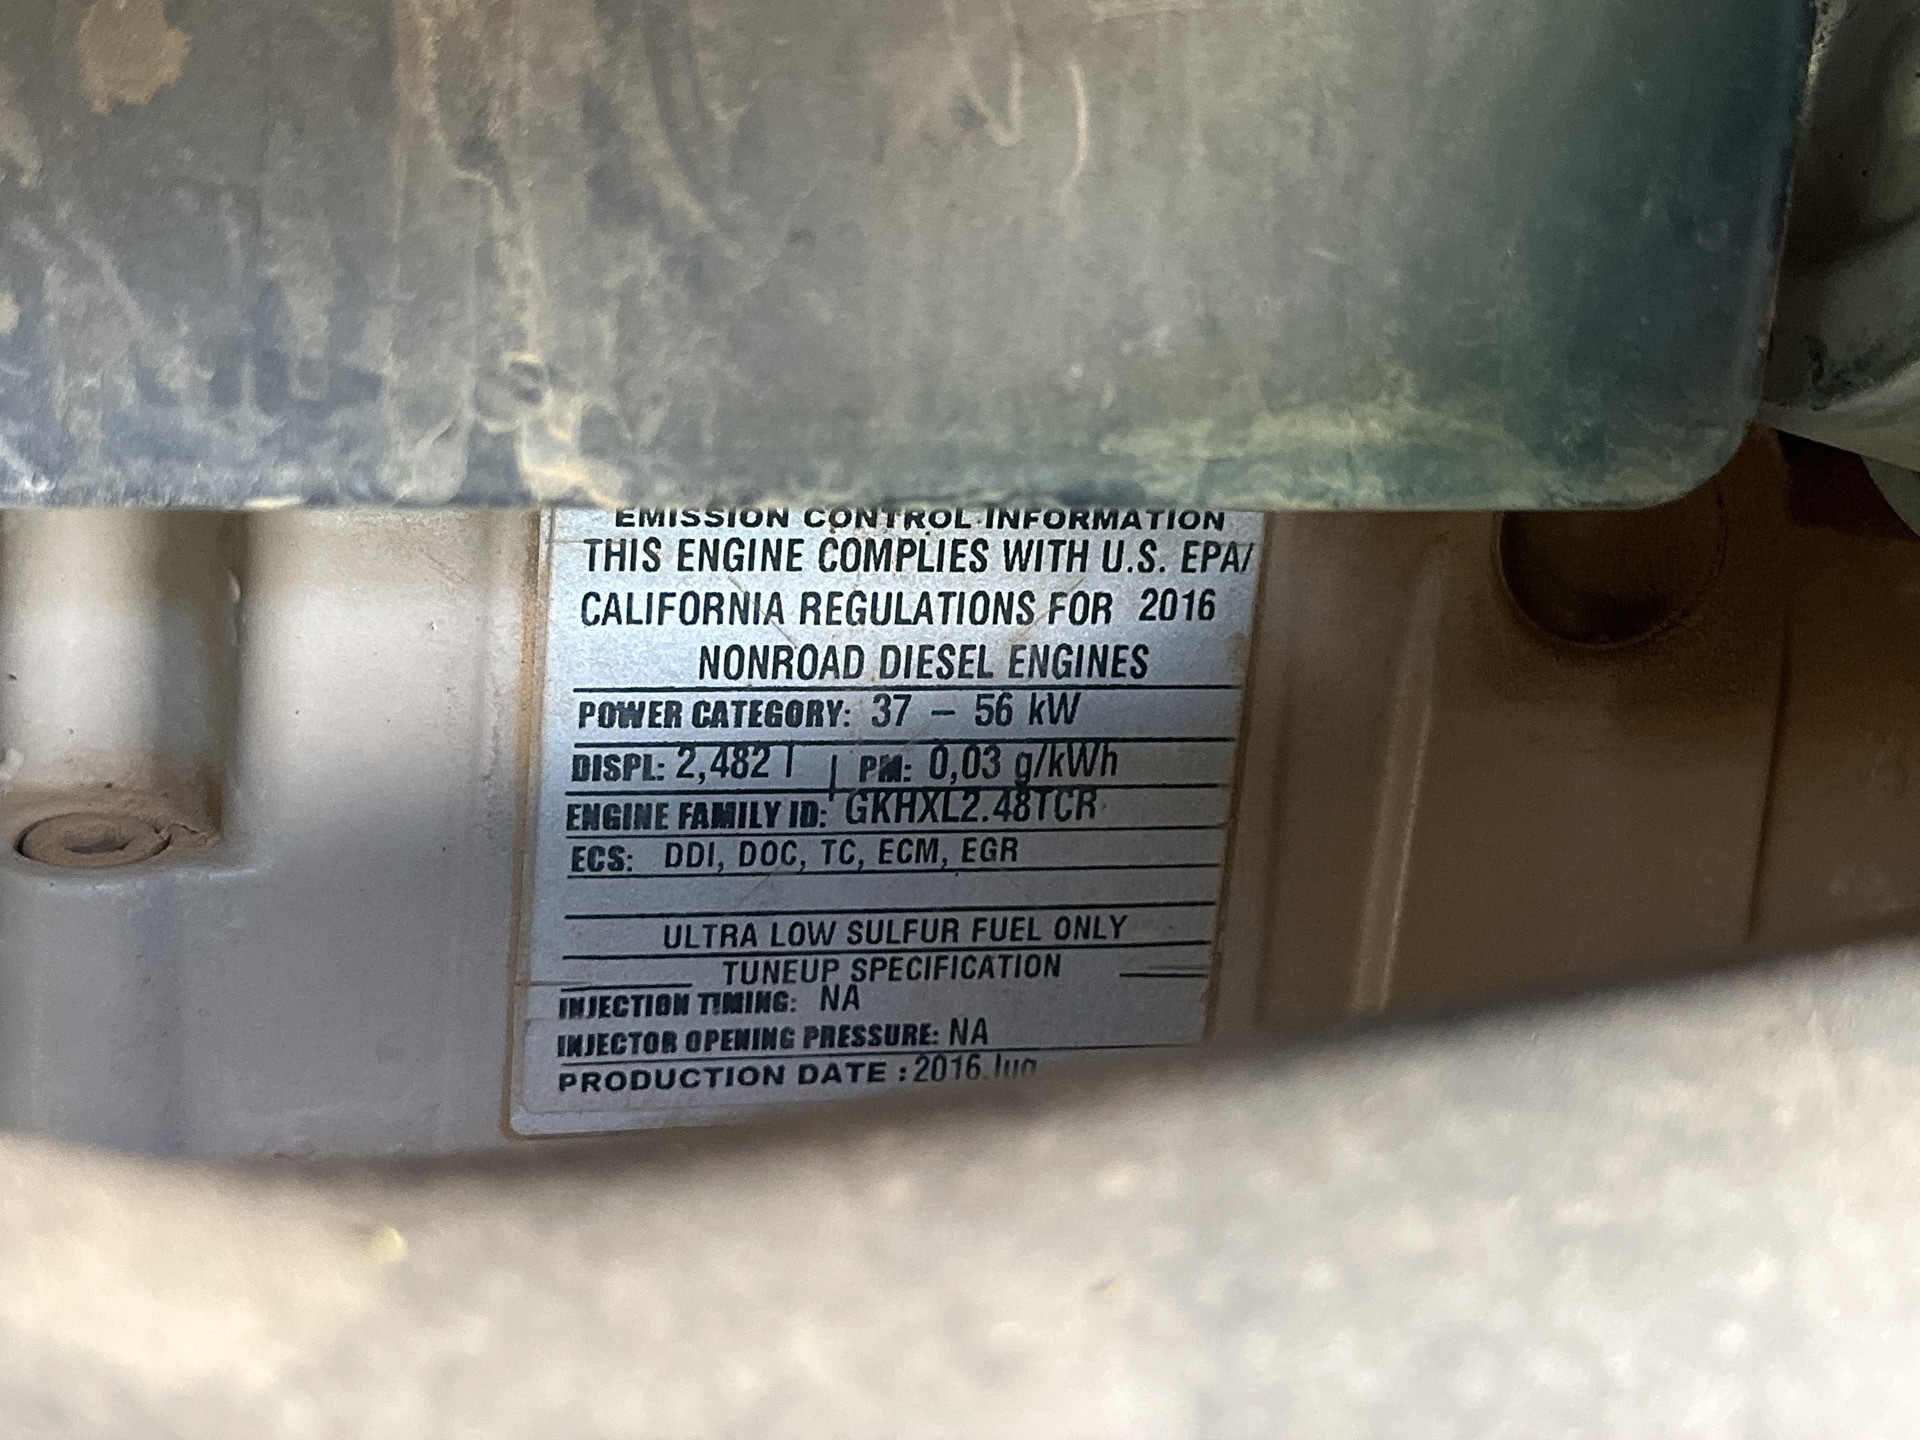 EMISSION CONTROL INFORMATION
THIS ENGINE COMPLIES WITH U.S. EPA/
CALIFORNIA REGULATIONS FOR 2016
NONROAD DIESEL ENGINES
POWER CATEGORY: 37 – 56 kW
DISPL: 2,482 l | PM: 0,03 g/kWh
ENGINE FAMILY ID: GKHXL2.48TCR
ECS: DDI, DOC, TC, ECM, EGR
ULTRA LOW SULFUR FUEL ONLY
TUNEUP SPECIFICATION
INJECTION TIMING: NA
INJECTOR OPENING PRESSURE: NA
PRODUCTION DATE : 2016.lug